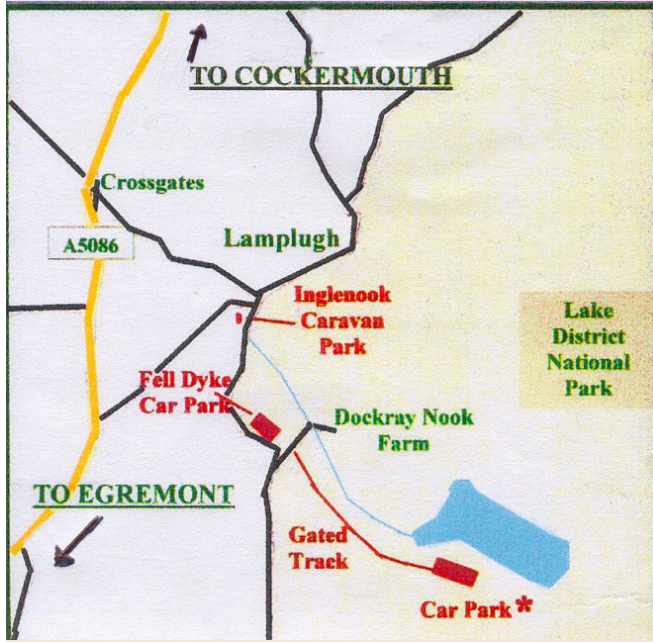 TO COCKERMOUTH
Crossgates
A5086
Lamplugh
Inglenook
Caravan
Park
Lake
District
National
Park
Fell Dyke
Car Park
Dockray Nook
Farm
TO EGREMONT
Gated
Track
Car Park *